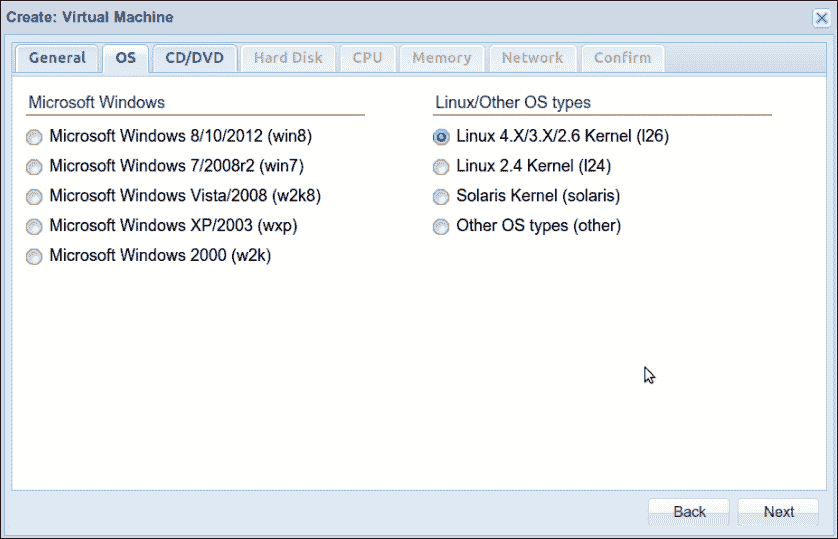 Create: Virtual Machine
General OS CD/DVD Hard Disk CPU Memory Network Confirm
Microsoft Windows
Microsoft Windows 8/10/2012 (win8)
Microsoft Windows 7/2008r2 (win7)
Microsoft Windows Vista/2008 (w2k8)
Microsoft Windows XP/2003 (wxp)
Microsoft Windows 2000 (w2k)
Linux/Other OS types
Linux 4.X/3.X/2.6 Kernel (l26)
Linux 2.4 Kernel (l24)
Solaris Kernel (solaris)
Other OS types (other)
Back Next